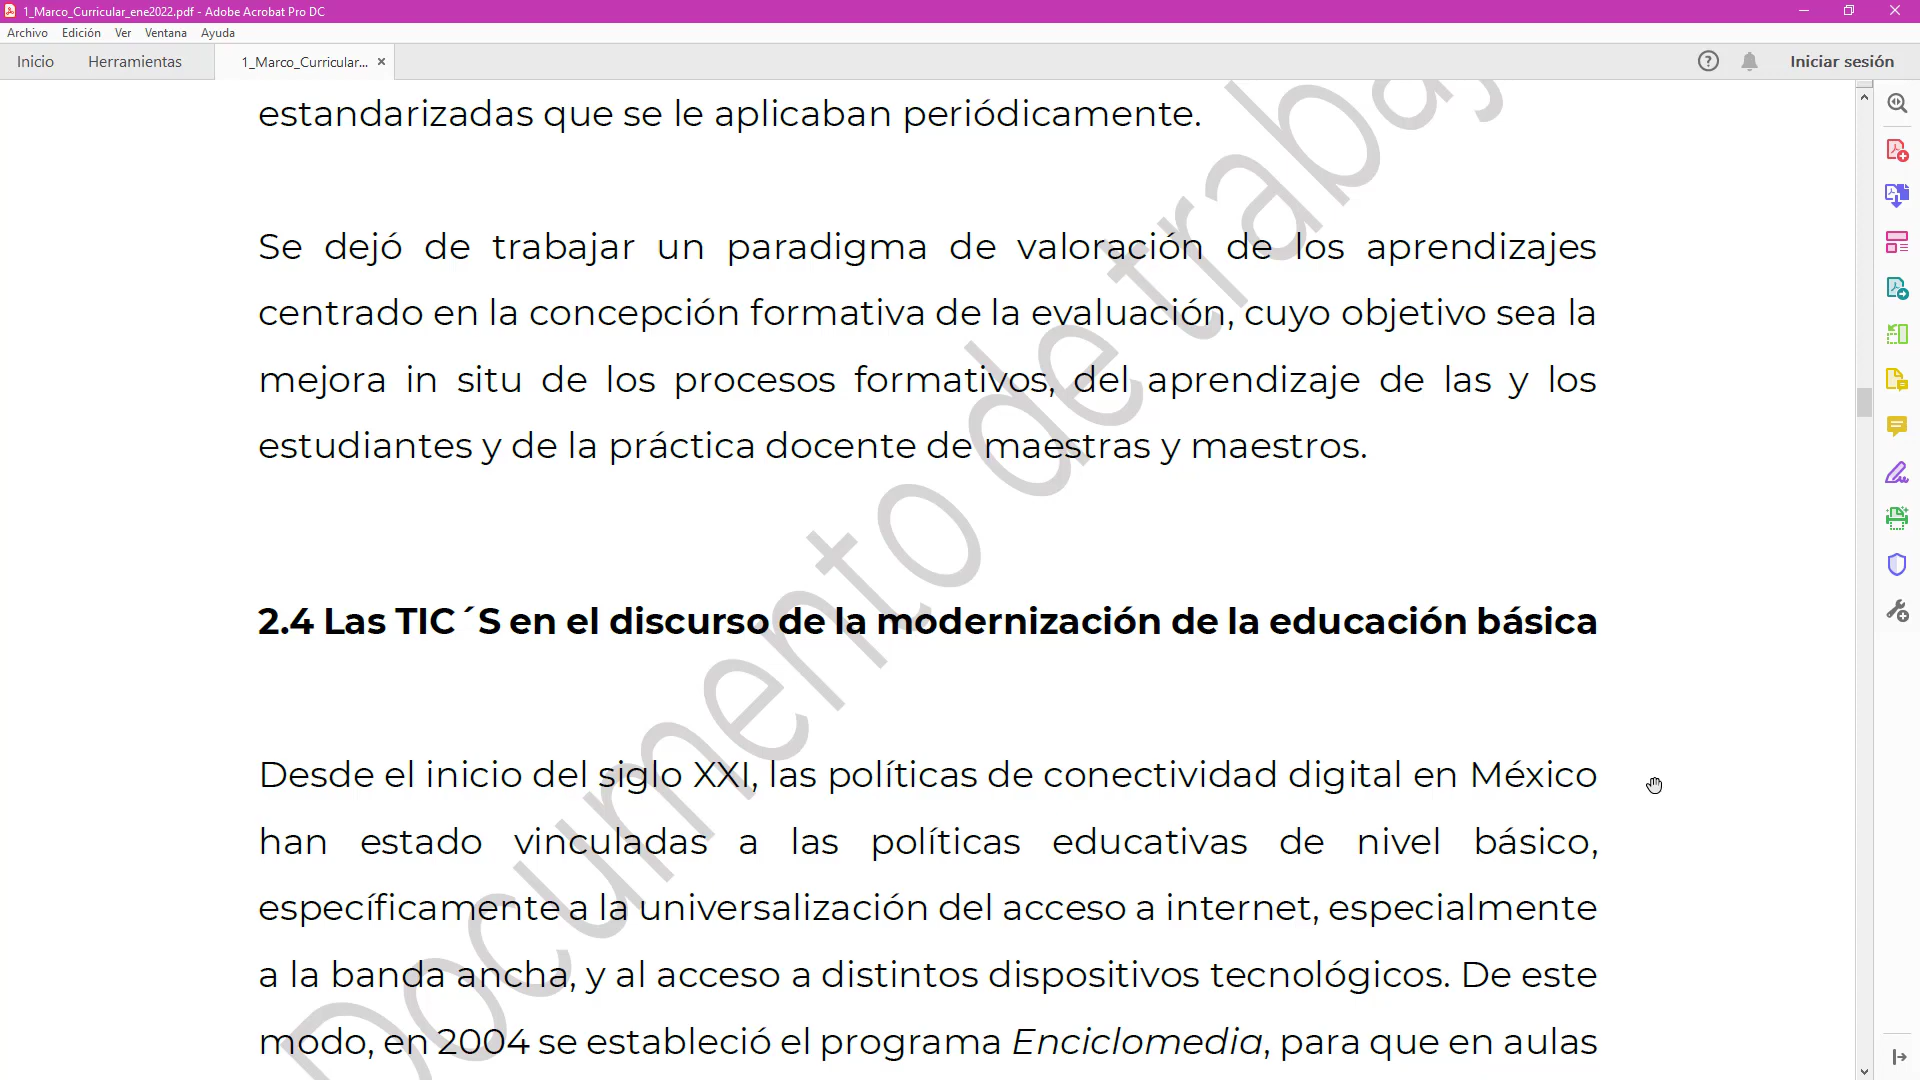 1_Marco_Curricular_ene2022.pdf - Adobe Acrobat Pro DC
Archivo Edición Ver Ventana Ayuda
Inicio Herramientas 1_Marco_Curricular... × Iniciar sesión
estandarizadas que se le aplicaban periódicamente.
Se dejó de trabajar un paradigma de valoración de los aprendizajes
centrado en la concepción formativa de la evaluación, cuyo objetivo sea la
mejora in situ de los procesos formativos, del aprendizaje de las y los
estudiantes y de la práctica docente de maestras y maestros.
2.4 Las TIC´S en el discurso de la modernización de la educación básica
Desde el inicio del siglo XXI, las políticas de conectividad digital en México
han estado vinculadas a las políticas educativas de nivel básico,
específicamente a la universalización del acceso a internet, especialmente
a la banda ancha, y al acceso a distintos dispositivos tecnológicos. De este
modo, en 2004 se estableció el programa Enciclomedia, para que en aulas
Documento de trabaj